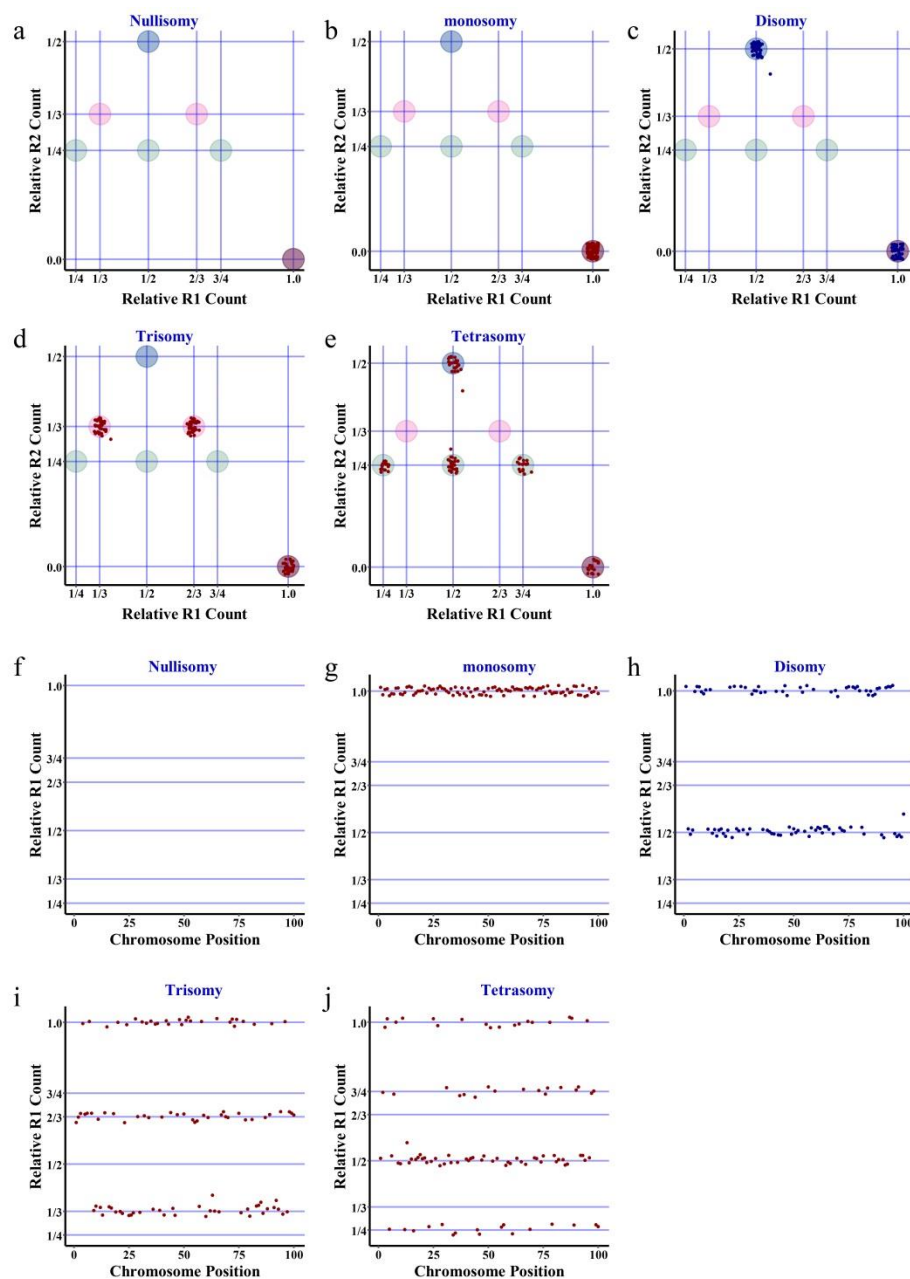 a
Nullisomy
Relative R2 Count
1/2
1/3
1/4
0.0
1/4 1/3 1/2 2/3 3/4 1.0
Relative R1 Count
b
monosomy
Relative R2 Count
1/2
1/3
1/4
0.0
1/4 1/3 1/2 2/3 3/4 1.0
Relative R1 Count
c
Disomy
Relative R2 Count
1/2
1/3
1/4
0.0
1/4 1/3 1/2 2/3 3/4 1.0
Relative R1 Count
d
Trisomy
Relative R2 Count
1/2
1/3
1/4
0.0
1/4 1/3 1/2 2/3 3/4 1.0
Relative R1 Count
e
Tetrasomy
Relative R2 Count
1/2
1/3
1/4
0.0
1/4 1/3 1/2 2/3 3/4 1.0
Relative R1 Count
f
Nullisomy
Relative R1 Count
1.0
3/4
2/3
1/2
1/3
1/4
0 25 50 75 100
Chromosome Position
g
monosomy
Relative R1 Count
1.0
3/4
2/3
1/2
1/3
1/4
0 25 50 75 100
Chromosome Position
h
Disomy
Relative R1 Count
1.0
3/4
2/3
1/2
1/3
1/4
0 25 50 75 100
Chromosome Position
i
Trisomy
Relative R1 Count
1.0
3/4
2/3
1/2
1/3
1/4
0 25 50 75 100
Chromosome Position
j
Tetrasomy
Relative R1 Count
1.0
3/4
2/3
1/2
1/3
1/4
0 25 50 75 100
Chromosome Position